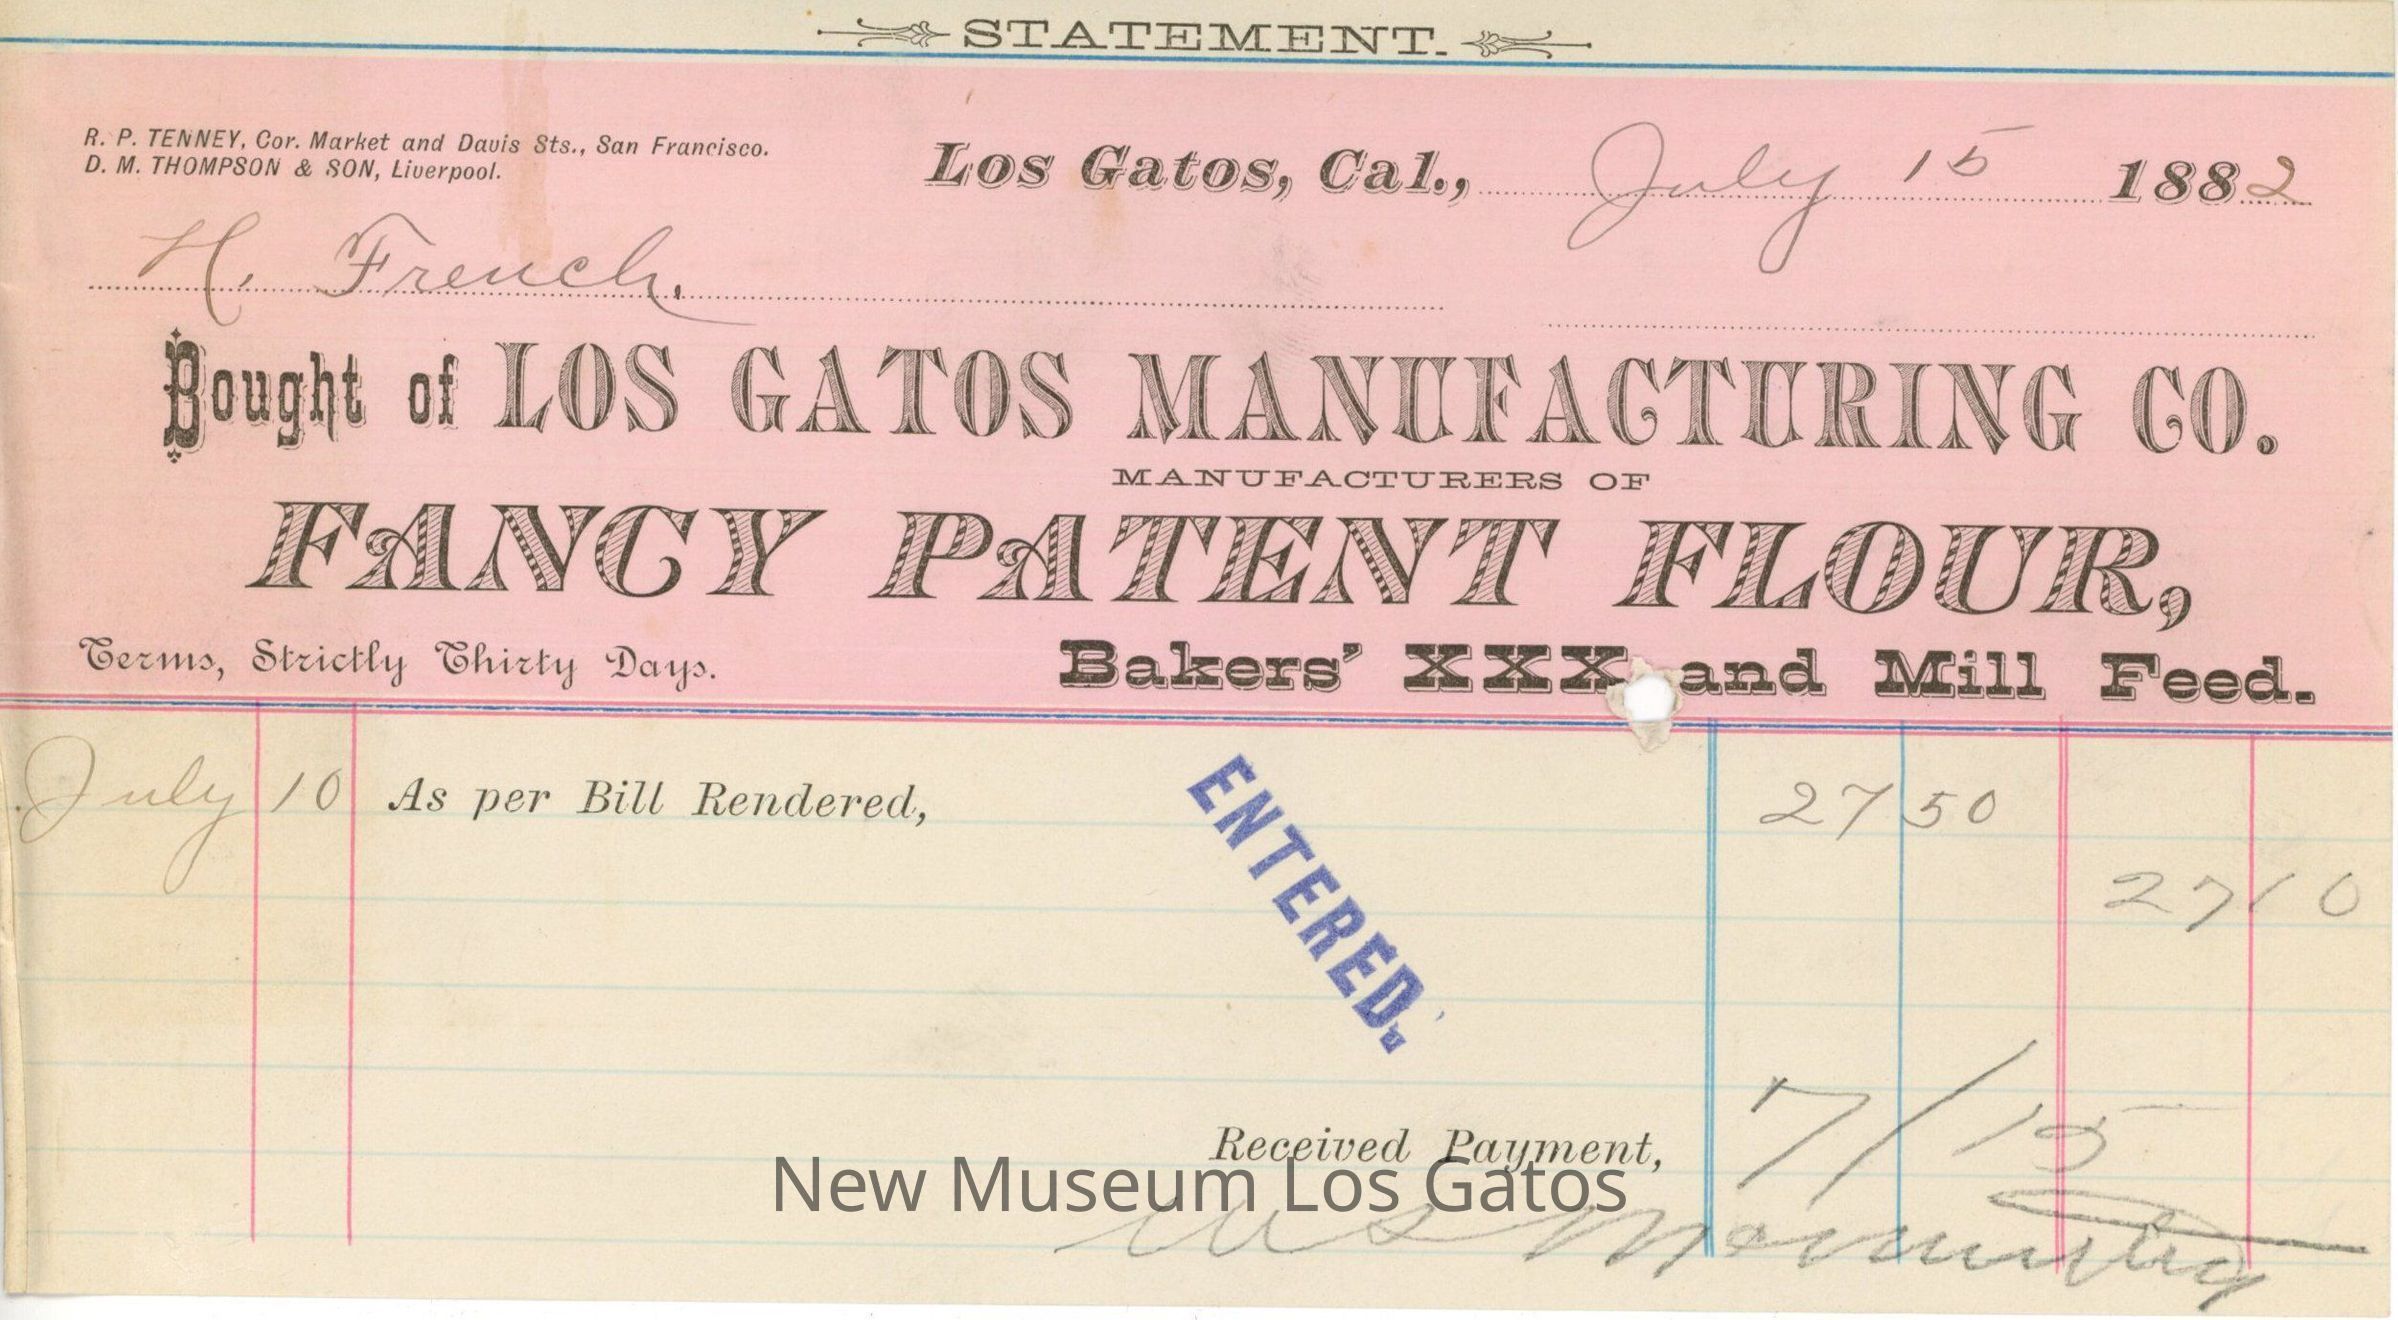 STATEMENT.
R. P. TENNEY, Cor. Market and Davis Sts., San Francisco.
D. M. THOMPSON & SON, Liverpool.
Los Gatos, Cal., July 15 1882
H. French.
Bought of LOS GATOS MANUFACTURING CO.
MANUFACTURERS OF
FANCY PATENT FLOUR,
Terms, Strictly Thirty Days.
Bakers' XXX and Mill Feed.
July 10 As per Bill Rendered, 27 50
27 10
ENTERED.
Received Payment, 7/15
New Museum Los Gatos